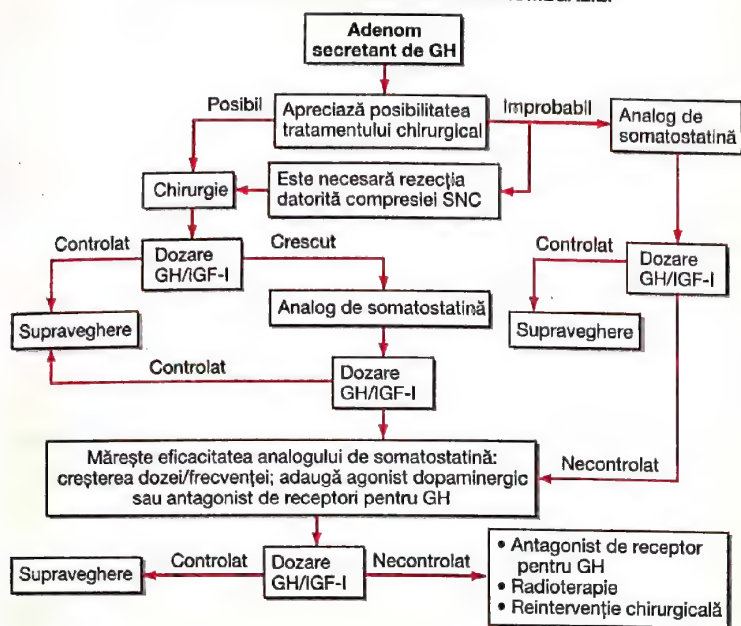 Adenom
secretant de GH
Posibil
Apreciază posibilitatea
tratamentului chirurgical
Improbabil
Analog de
somatostatină
Chirurgie
Este necesară rezecția
datorită compresiei SNC
Controlat
Dozare
GH/IGF-I
Crescut
Controlat
Dozare
GH/IGF-I
Supraveghere
Analog de somatostatină
Supraveghere
Controlat
Dozare
GH/IGF-I
Mărește eficacitatea analogului de somatostatină:
creșterea dozei/frecvenței; adaugă agonist dopaminergic
sau antagonist de receptori pentru GH
Necontrolat
Supraveghere
Controlat
Dozare
GH/IGF-I
Necontrolat
• Antagonist de receptor
pentru GH
• Radioterapie
• Reintervenție chirurgicală